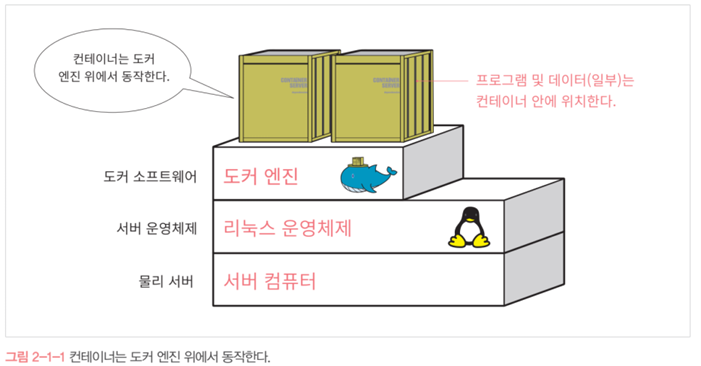 컨테이너는 도커
엔진 위에서 동작한다.
프로그램 및 데이터(일부)는
컨테이너 안에 위치한다.
도커 소프트웨어
도커 엔진
서버 운영체제
리눅스 운영체제
물리 서버
서버 컴퓨터
그림 2-1-1 컨테이너는 도커 엔진 위에서 동작한다.